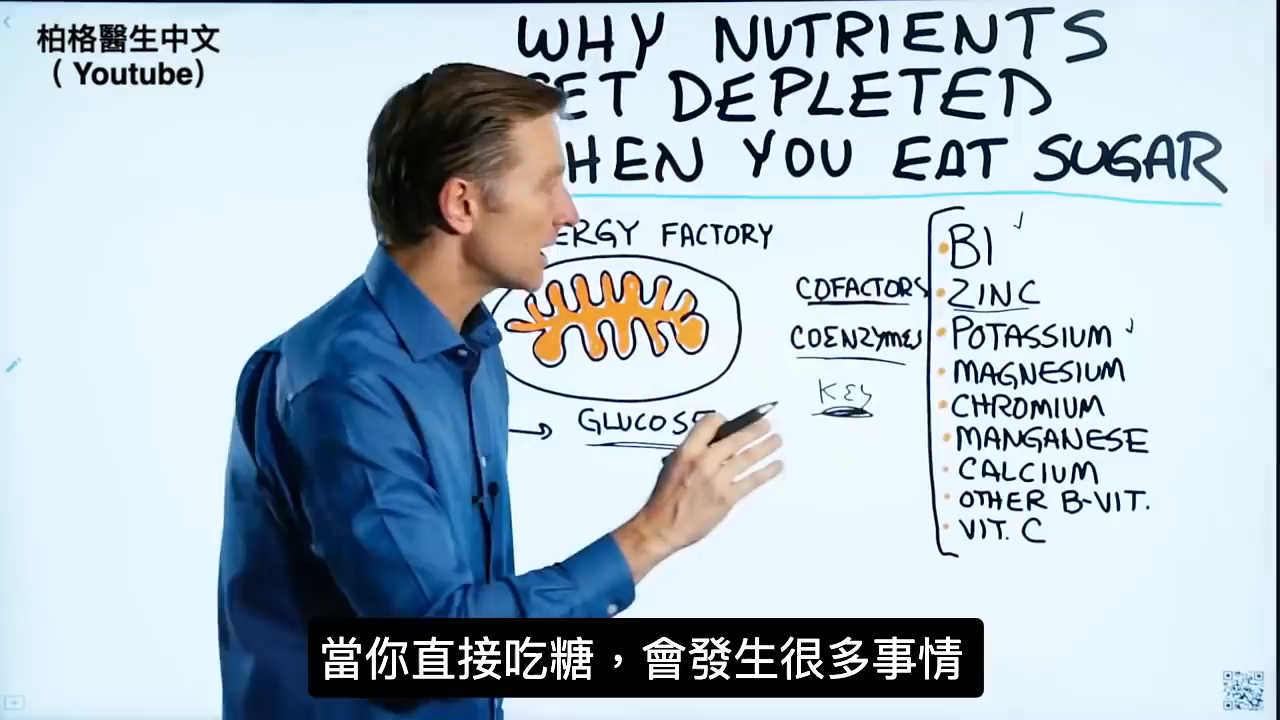 柏格醫生中文
( Youtube)
WHY NUTRIENTS
ET DEPLETED
HEN YOU EAT SUGAR
ERGY FACTORY
COFACTORS
COENZYMES
KEY
GLUCOSE
B1
ZINC
POTASSIUM
MAGNESIUM
CHROMIUM
MANGANESE
CALCIUM
OTHER B-VIT.
VIT. C
當你直接吃糖，會發生很多事情